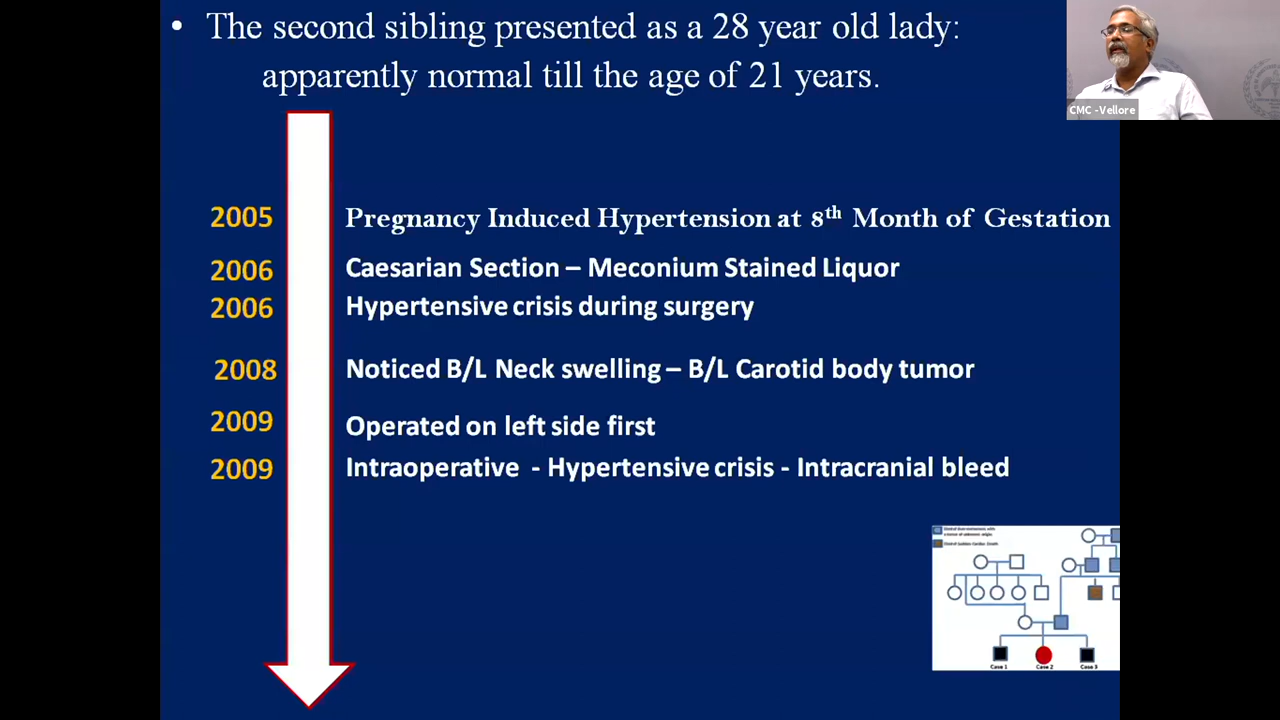 • The second sibling presented as a 28 year old lady:
apparently normal till the age of 21 years.
CMC -Vellore
2005 Pregnancy Induced Hypertension at 8th Month of Gestation
2006 Caesarian Section – Meconium Stained Liquor
2006 Hypertensive crisis during surgery
2008 Noticed B/L Neck swelling – B/L Carotid body tumor
2009 Operated on left side first
2009 Intraoperative - Hypertensive crisis - Intracranial bleed
Case 1 Case 2 Case 3